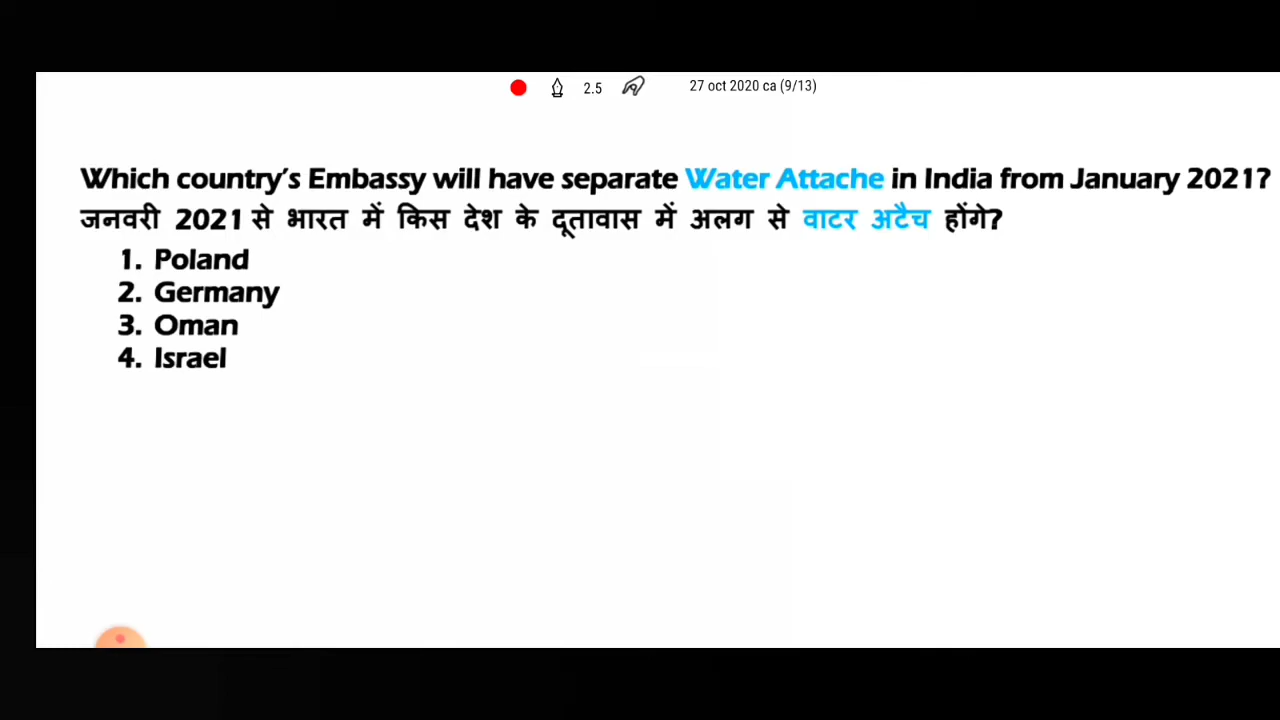 2.5 27 oct 2020 ca (9/13)
Which country's Embassy will have separate Water Attache in India from January 2021?
जनवरी 2021 से भारत में किस देश के दूतावास में अलग से वाटर अटैच होंगे?
1. Poland
2. Germany
3. Oman
4. Israel